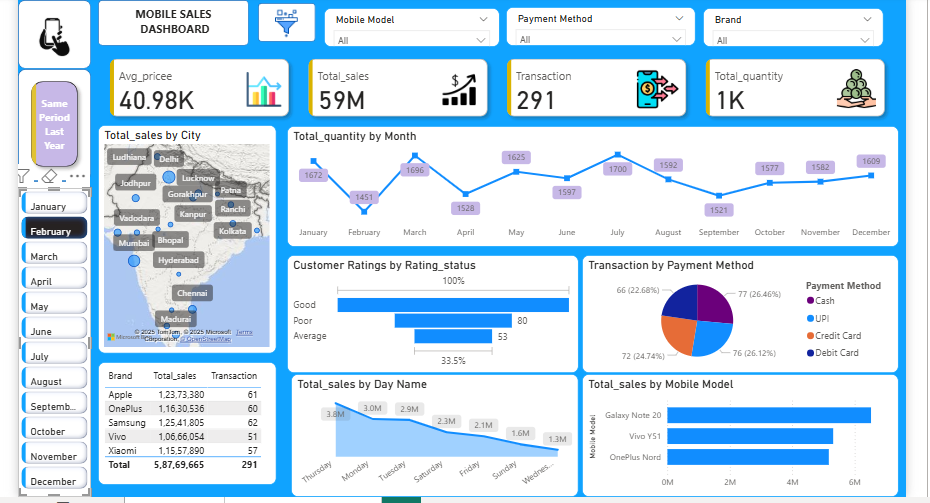 MOBILE SALES
DASHBOARD
Mobile Model
All
Payment Method
All
Brand
All
Avg_pricee
40.98K
Total_sales
59M
Transaction
291
Total_quantity
1K
Same
Period
Last
Year
January
February
March
April
May
June
July
August
Septemb...
October
November
December
Total_sales by City
Ludhiana
Delhi
Jodhpur
Lucknow
Gorakhpur
Patna
Vadodara
Kanpur
Ranchi
Kolkata
Mumbai
Bhopal
Hyderabad
Chennai
Madurai
Microsoft
© 2025 TomTom, © 2025 Microsoft
Corporation, © OpenStreetMap
Terms
Total_quantity by Month
1672
1451
1696
1528
1625
1597
1700
1592
1521
1577
1582
1609
January February March April May June July August September October November December
Customer Ratings by Rating_status
100%
Good
Poor 80
Average 53
33.5%
Transaction by Payment Method
66 (22.68%)
77 (26.46%)
72 (24.74%)
76 (26.12%)
Payment Method
Cash
UPI
Credit Card
Debit Card
Brand Total_sales Transaction
Apple 1,23,73,380 61
OnePlus 1,16,30,536 60
Samsung 1,25,41,805 62
Vivo 1,06,66,054 51
Xiaomi 1,15,57,890 57
Total 5,87,69,665 291
Total_sales by Day Name
3.8M
3.0M
2.9M
2.3M
2.1M
1.6M
1.3M
Thursday Monday Tuesday Saturday Friday Sunday Wednes...
Total_sales by Mobile Model
Mobile Model
Galaxy Note 20
Vivo Y51
OnePlus Nord
0M 2M 4M 6M